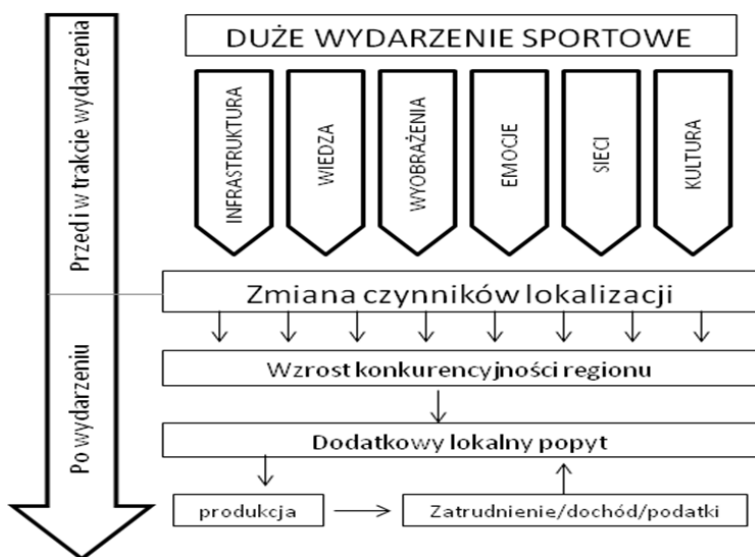 DUŻE WYDARZENIE SPORTOWE
Przed i w trakcie wydarzenia
INFRASTRUKTURA
WIEDZA
WYOBRAŻENIA
EMOCJE
SIECI
KULTURA
Zmiana czynników lokalizacji
Po wydarzeniu
Wzrost konkurencyjności regionu
Dodatkowy lokalny popyt
produkcja
Zatrudnienie/dochód/podatki